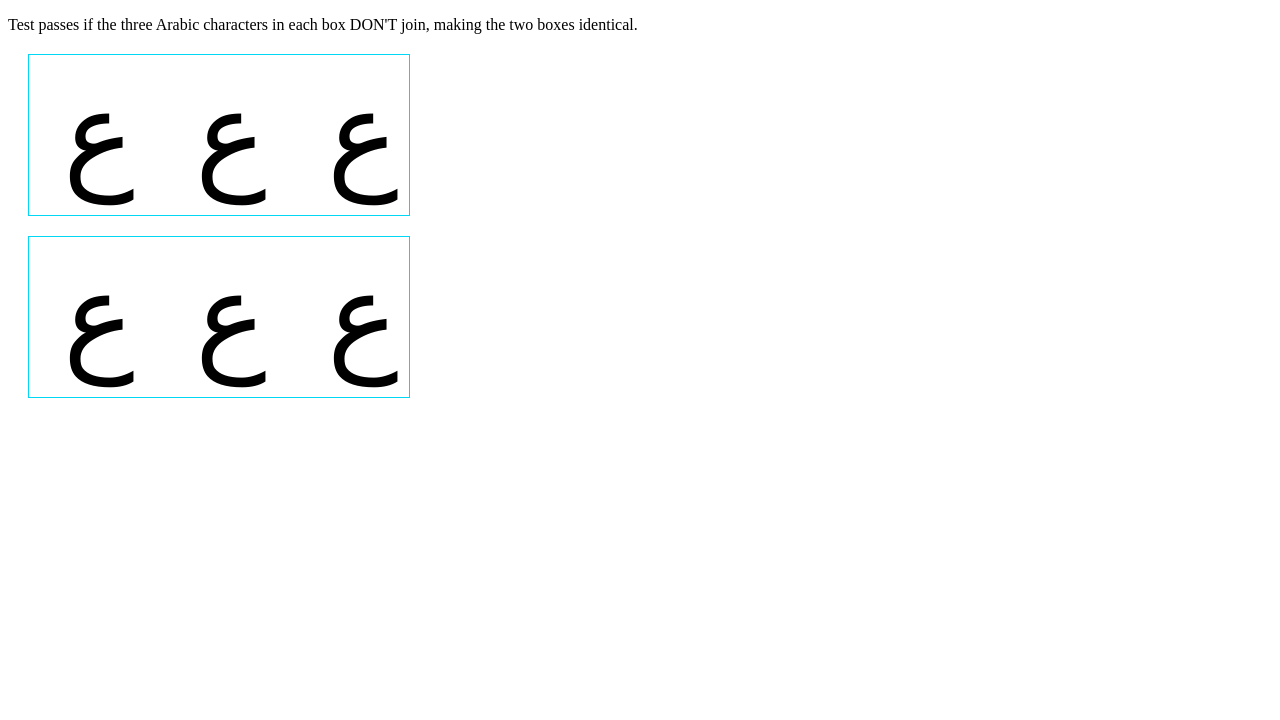 Test passes if the three Arabic characters in each box DON'T join, making the two boxes identical.
ع ع ع
ع ع ع